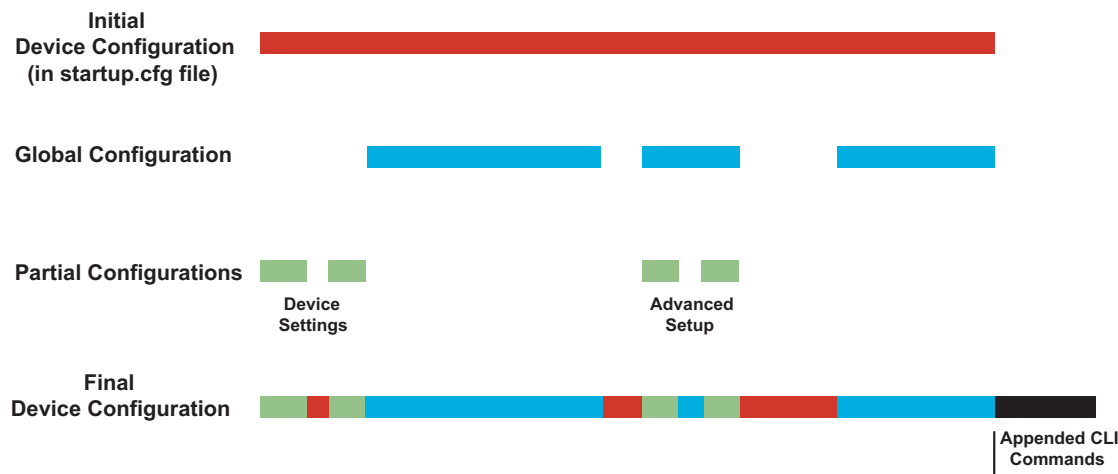 Initial
Device Configuration
(in startup.cfg file)
Global Configuration
Partial Configurations
Device
Settings
Advanced
Setup
Final
Device Configuration
Appended CLI
Commands